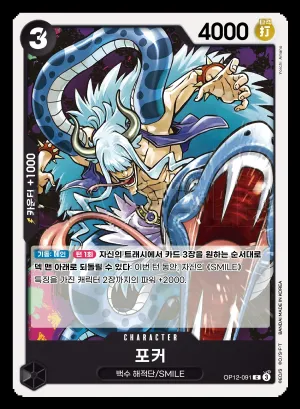 3
4000
타격
打
카운터 +1000
기동: 메인 턴 1회 자신의 트래시에서 카드 3장을 원하는 순서대로
덱 맨 아래로 되돌릴 수 있다: 이번 턴 동안, 자신의 《SMILE》
특징을 가진 캐릭터 2장까지의 파워 +2000.
CHARACTER
포커
백수 해적단/SMILE
OP12-091 C
3